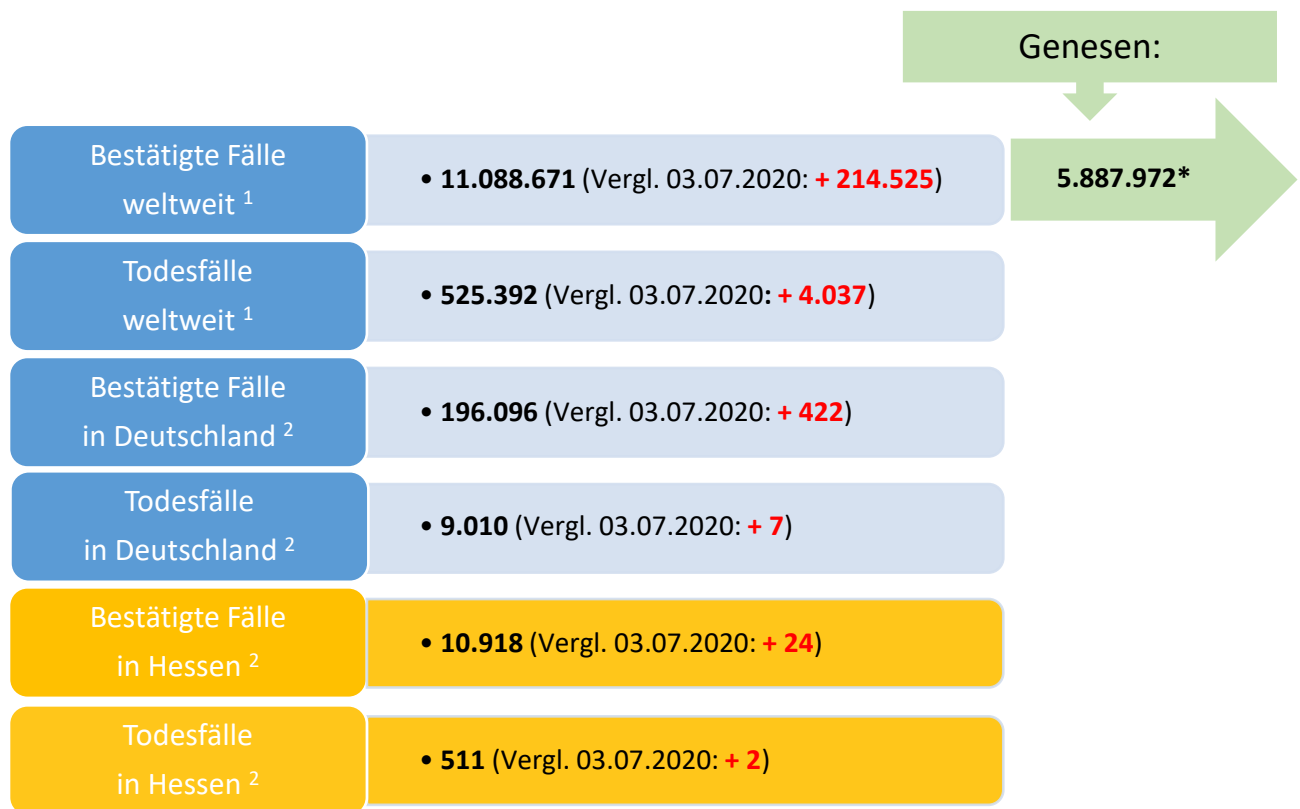 Genesen:
Bestätigte Fälle
weltweit ¹
• 11.088.671 (Vergl. 03.07.2020: + 214.525)
5.887.972*
Todesfälle
weltweit ¹
• 525.392 (Vergl. 03.07.2020: + 4.037)
Bestätigte Fälle
in Deutschland ²
• 196.096 (Vergl. 03.07.2020: + 422)
Todesfälle
in Deutschland ²
• 9.010 (Vergl. 03.07.2020: + 7)
Bestätigte Fälle
in Hessen ²
• 10.918 (Vergl. 03.07.2020: + 24)
Todesfälle
in Hessen ²
• 511 (Vergl. 03.07.2020: + 2)